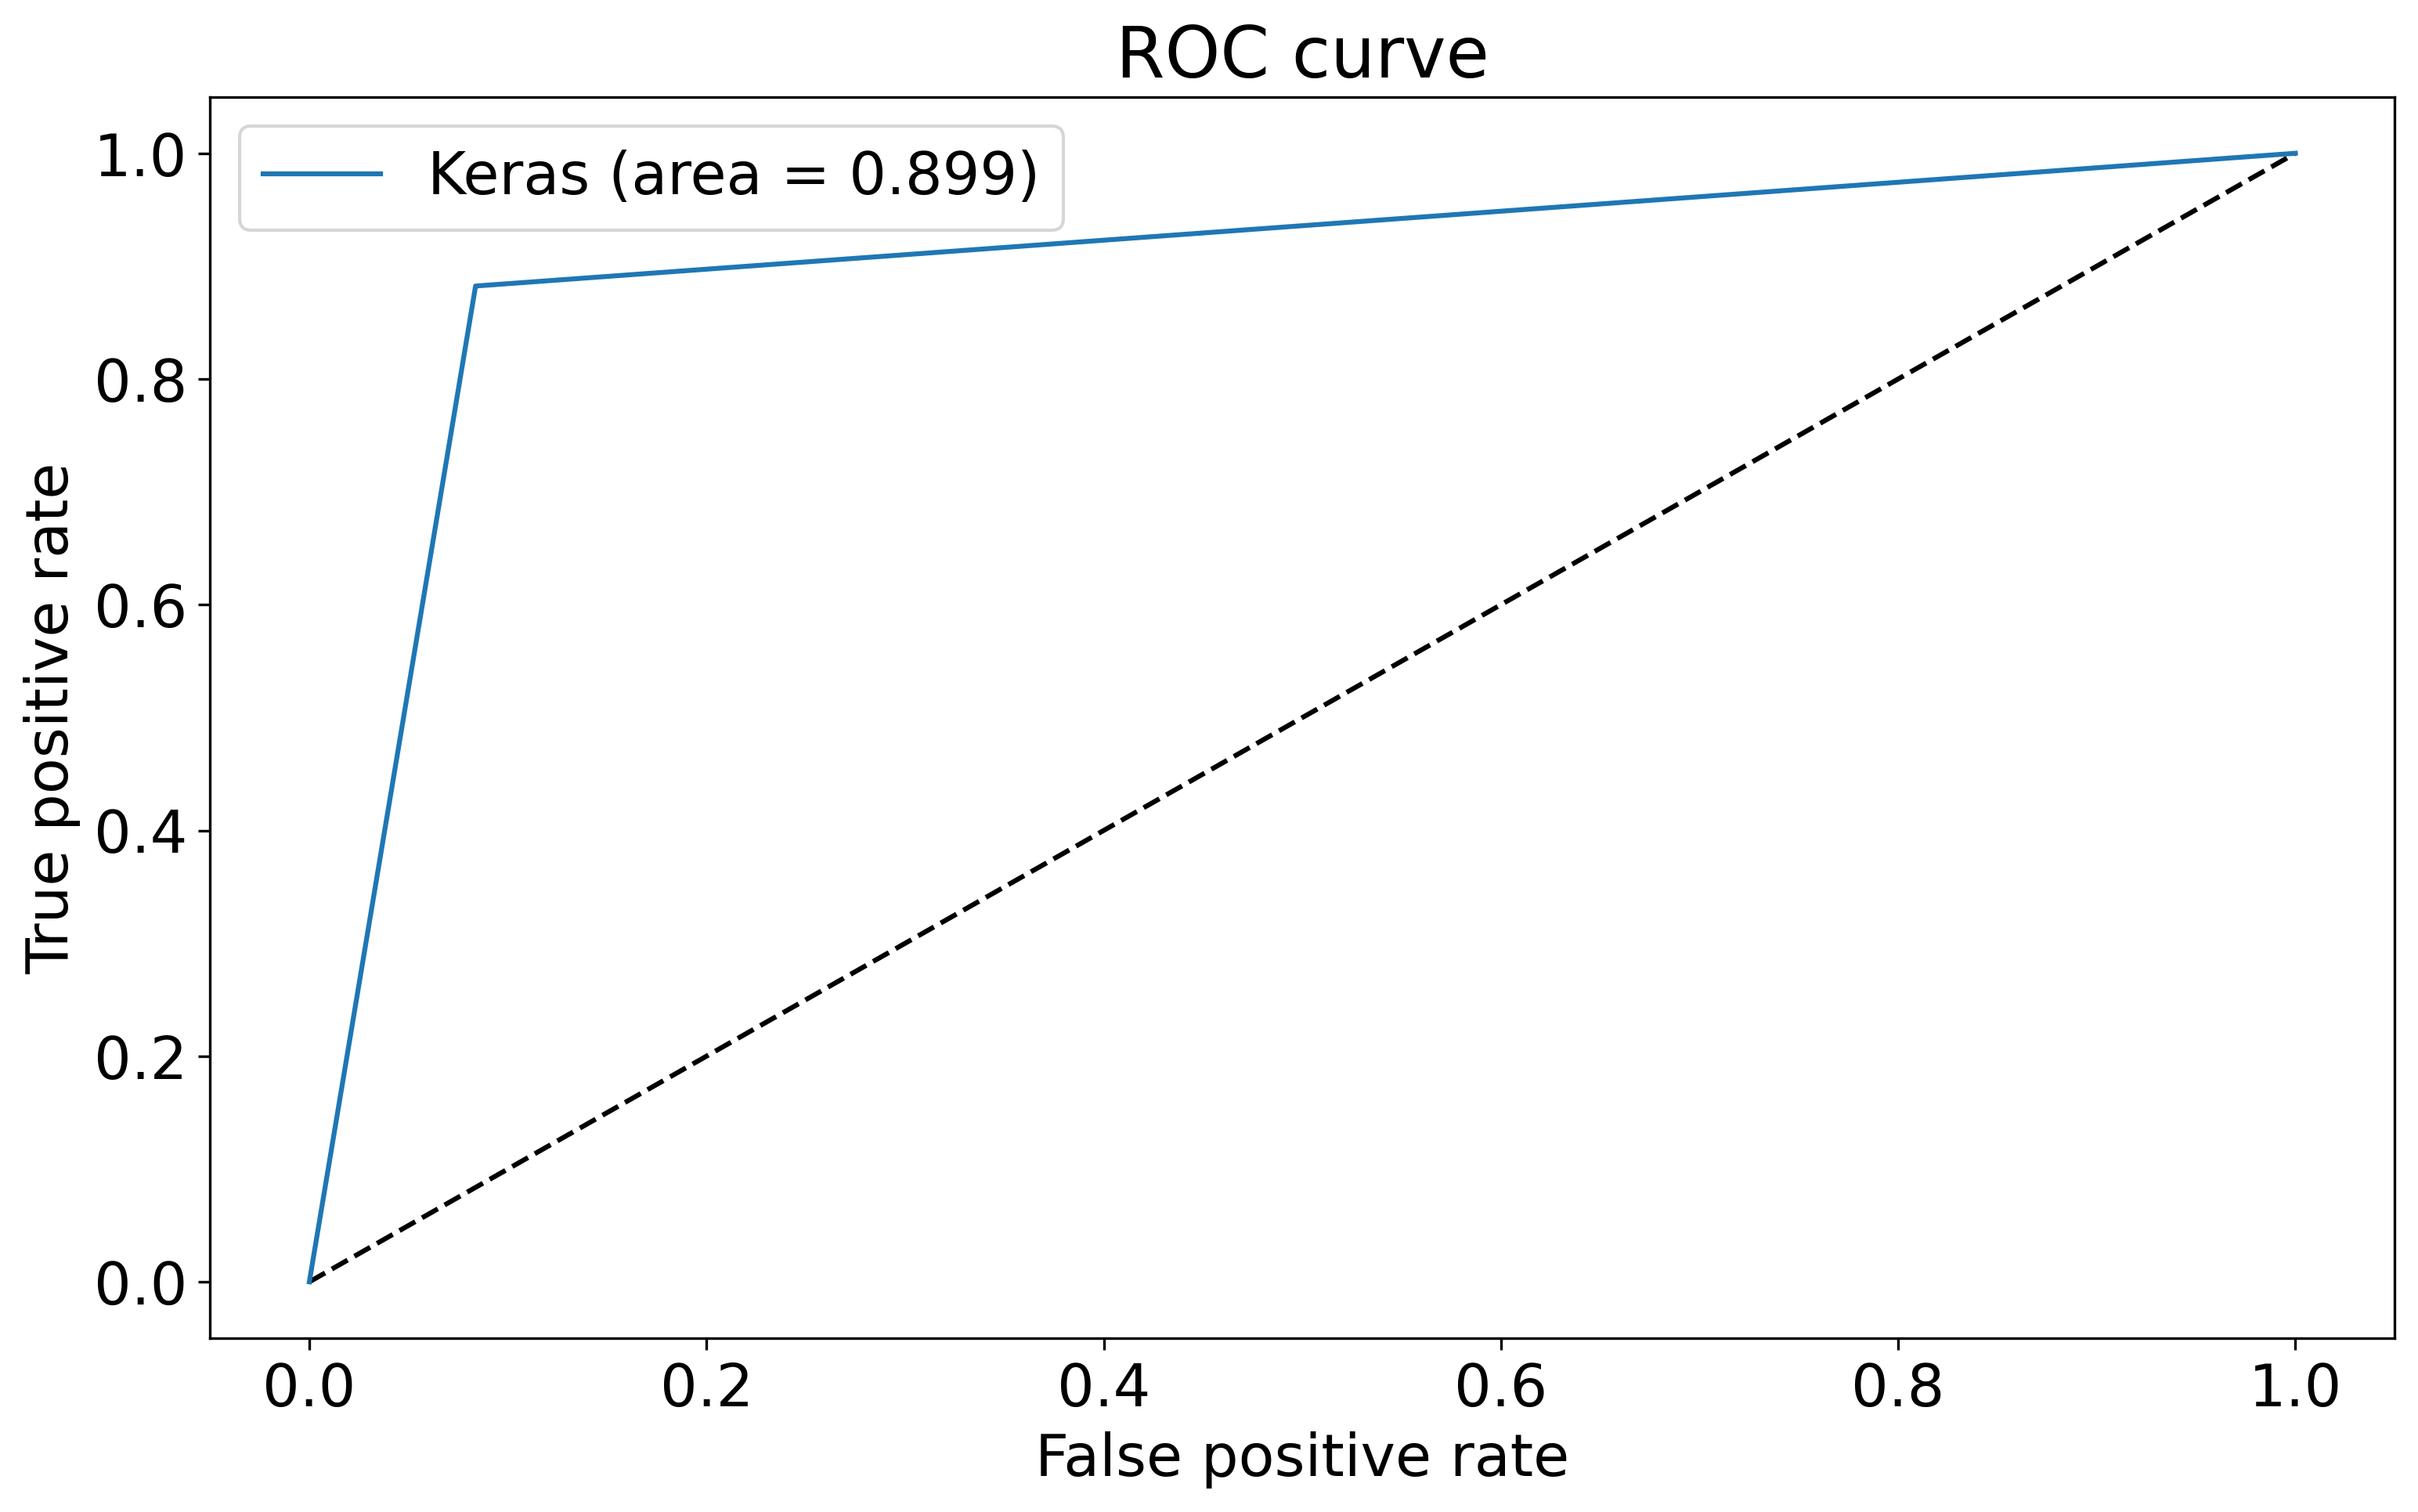 ROC curve
Keras (area = 0.899)
True positive rate
1.0
0.8
0.6
0.4
0.2
0.0
0.0 0.2 0.4 0.6 0.8 1.0
False positive rate